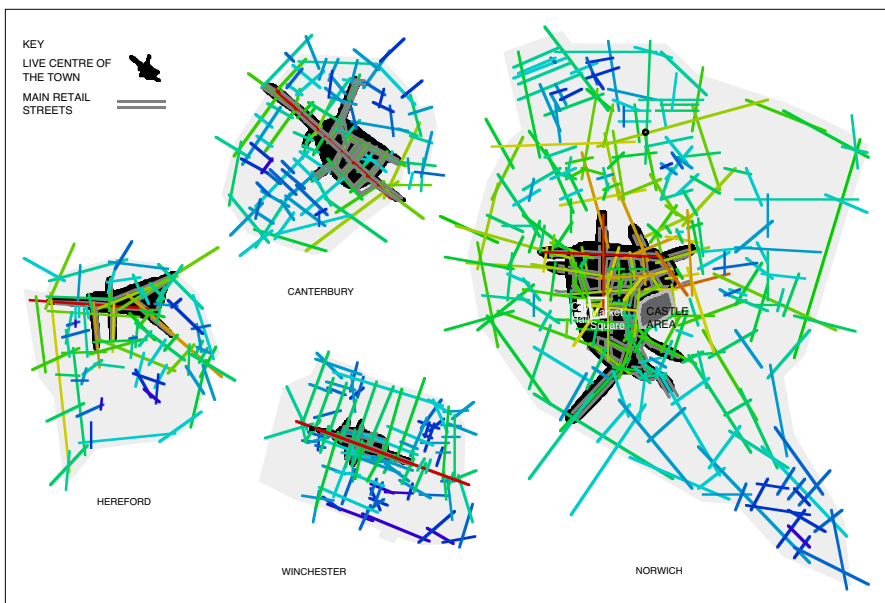 KEY
LIVE CENTRE OF
THE TOWN
MAIN RETAIL
STREETS
CANTERBURY
HEREFORD
WINCHESTER
Market
Square
CASTLE
AREA
NORWICH